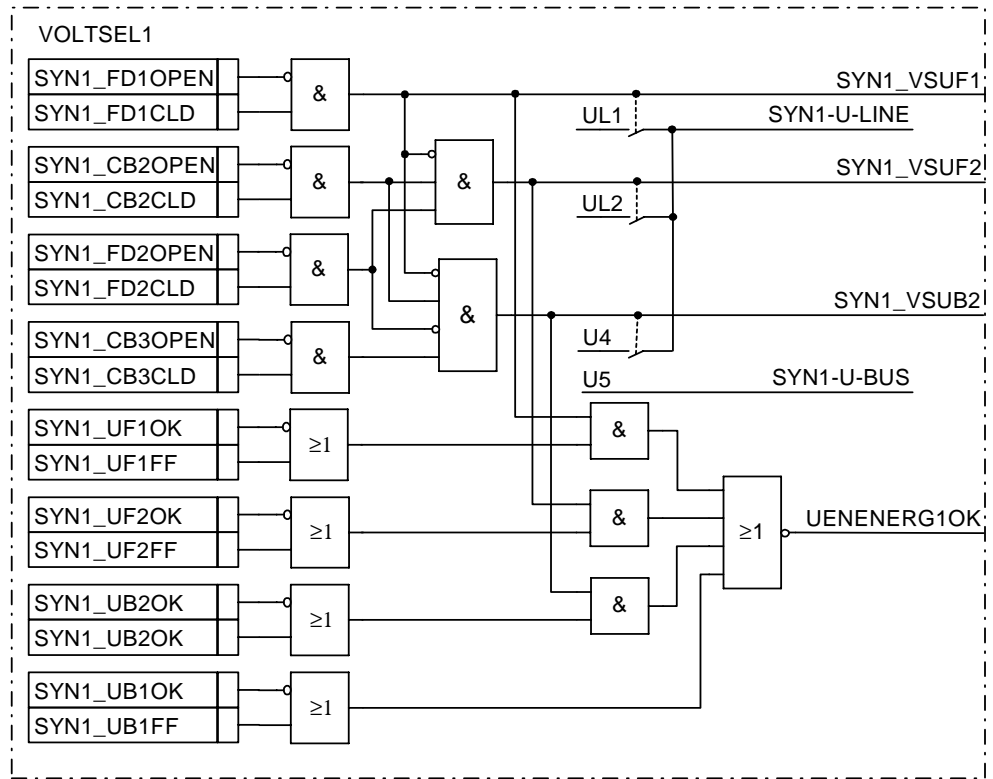 VOLTSEL1
SYN1_FD1OPEN
SYN1_FD1CLD
&
SYN1_VSUF1
UL1
SYN1-U-LINE
SYN1_CB2OPEN
SYN1_CB2CLD
&
&
SYN1_VSUF2
UL2
SYN1_FD2OPEN
SYN1_FD2CLD
&
&
SYN1_VSUB2
SYN1_CB3OPEN
SYN1_CB3CLD
&
U4
U5
SYN1-U-BUS
SYN1_UF1OK
SYN1_UF1FF
≥1
&
SYN1_UF2OK
SYN1_UF2FF
≥1
&
≥1
UENENERG1OK
SYN1_UB2OK
SYN1_UB2OK
≥1
&
SYN1_UB1OK
SYN1_UB1FF
≥1